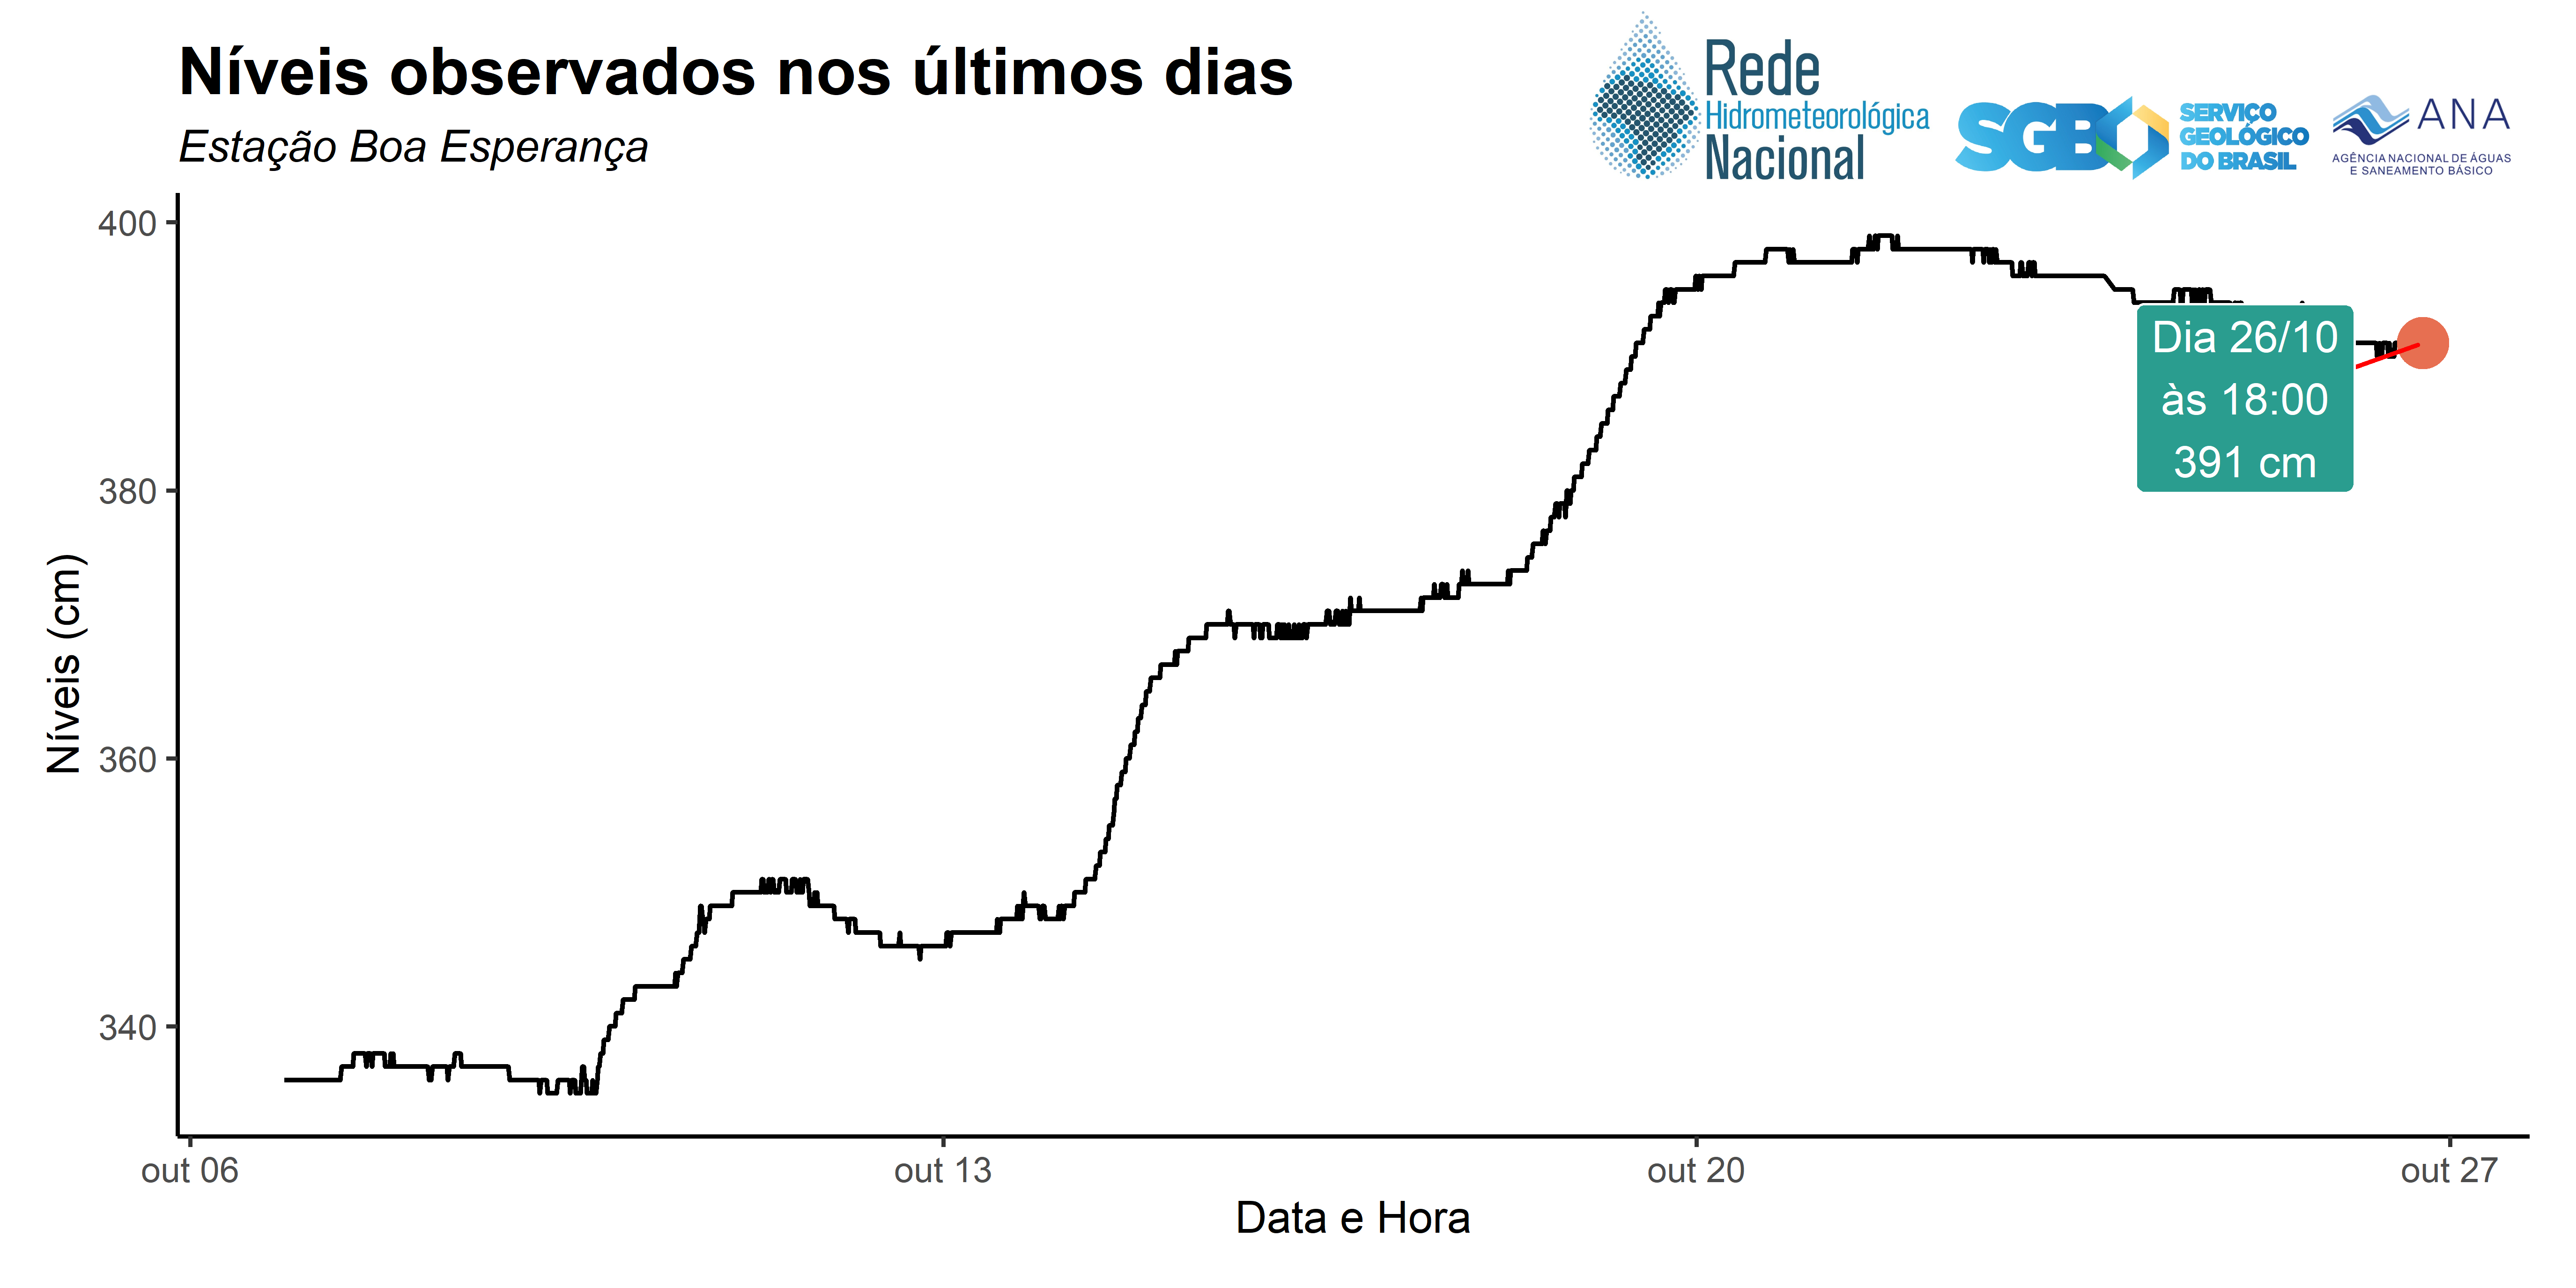 Níveis observados nos últimos dias
Estação Boa Esperança
Rede
Hidrometeorológica
Nacional
SGB
SERVIÇO
GEOLÓGICO
DO BRASIL
ANA
AGÊNCIA NACIONAL DE ÁGUAS
E SANEAMENTO BÁSICO
400
380
360
340
Níveis (cm)
Dia 26/10
às 18:00
391 cm
out 06
out 13
out 20
out 27
Data e Hora